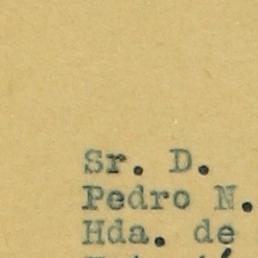 Sr. D.
Pedro N.
Hda. de